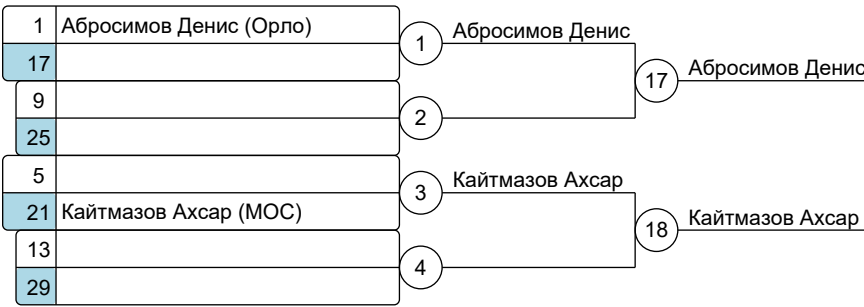 1 Абросимов Денис (Орло)
17
1 Абросимов Денис
17 Абросимов Денис
9
25
2
5
21 Кайтмазов Ахсар (МОС)
3 Кайтмазов Ахсар
18 Кайтмазов Ахсар
13
29
4